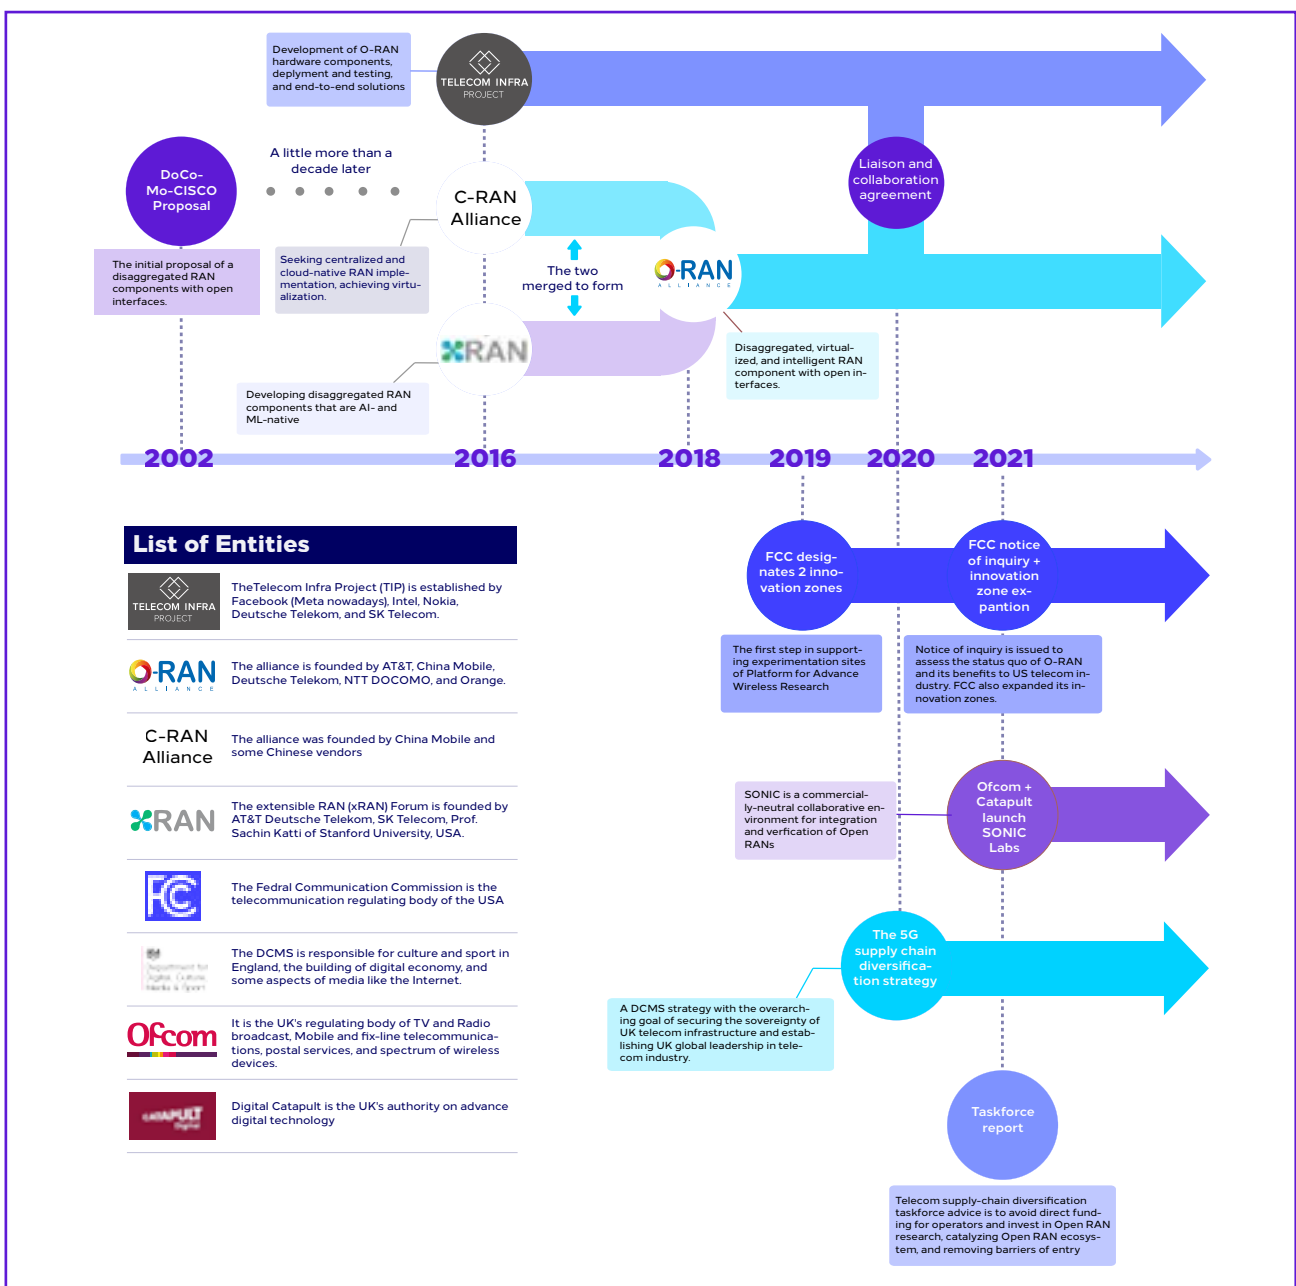 Development of O-RAN
hardware components,
deplyment and testing,
and end-to-end solutions
TELECOM INFRA
PROJECT
DoCo-
Mo-CISCO
Proposal
A little more than a
decade later
The initial proposal of a
disaggregated RAN
components with open
interfaces.
C-RAN
Alliance
Seeking centralized and
cloud-native RAN imple-
mentation, achieving virtu-
alization.
The two
merged to form
XRAN
Developing disaggregated RAN
components that are AI- and
ML-native
O-RAN
ALLIANCE
Disaggregated, virtual-
ized, and intelligent RAN
component with open in-
terfaces.
Liaison and
collaboration
agreement
2002
2016
2018
2019
2020
2021
List of Entities
TELECOM INFRA
PROJECT
TheTelecom Infra Project (TIP) is established by
Facebook (Meta nowadays), Intel, Nokia,
Deutsche Telekom, and SK Telecom.
O-RAN
ALLIANCE
The alliance is founded by AT&T, China Mobile,
Deutsche Telekom, NTT DOCOMO, and Orange.
C-RAN
Alliance
The alliance was founded by China Mobile and
some Chinese vendors
XRAN
The extensible RAN (xRAN) Forum is founded by
AT&T Deutsche Telekom, SK Telecom, Prof.
Sachin Katti of Stanford University, USA.
FCC
The Fedral Communication Commission is the
telecommunication regulating body of the USA
Department for
Digital, Culture,
Media & Sport
The DCMS is responsible for culture and sport in
England, the building of digital economy, and
some aspects of media like the Internet.
Ofcom
It is the UK's regulating body of TV and Radio
broadcast, Mobile and fix-line telecommunica-
tions, postal services, and spectrum of wireless
devices.
CATAPULT
Digital
Digital Catapult is the UK's authority on advance
digital technology
FCC desig-
nates 2 inno-
vation zones
The first step in support-
ing experimentation sites
of Platform for Advance
Wireless Research
FCC notice
of inquiry +
innovation
zone ex-
pantion
Notice of inquiry is issued to
assess the status quo of O-RAN
and its benefits to US telecom in-
dustry. FCC also expanded its in-
novation zones.
SONIC is a commercial-
ly-neutral collaborative en-
vironment for integration
and verfication of Open
RANs
Ofcom +
Catapult
launch
SONIC
Labs
The 5G
supply chain
diversifica-
tion strategy
A DCMS strategy with the overarch-
ing goal of securing the sovereignty of
UK telecom infrastructure and estab-
lishing UK global leadership in tele-
com industry.
Taskforce
report
Telecom supply-chain diversification
taskforce advice is to avoid direct fund-
ing for operators and invest in Open RAN
research, catalyzing Open RAN ecosys-
tem, and removing barriers of entry